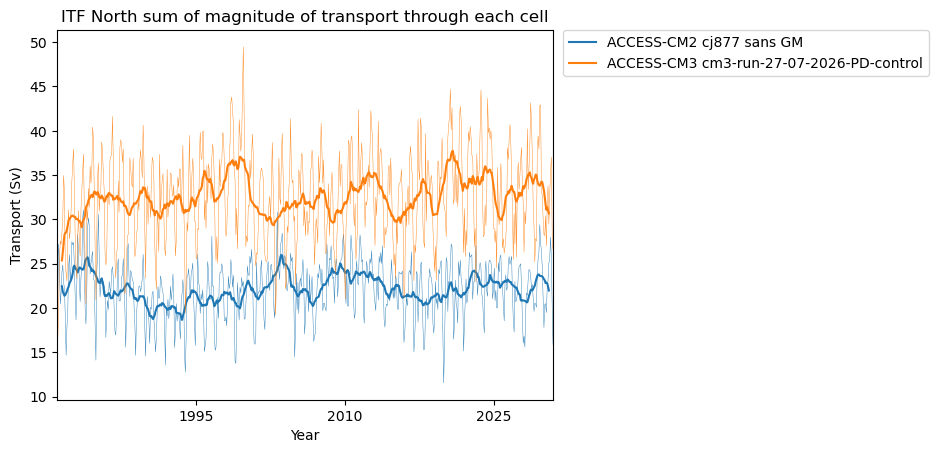 ITF North sum of magnitude of transport through each cell
ACCESS-CM2 cj877 sans GM
ACCESS-CM3 cm3-run-27-07-2026-PD-control
Transport (Sv)
50
45
40
35
30
25
20
15
10
1995
2010
2025
Year